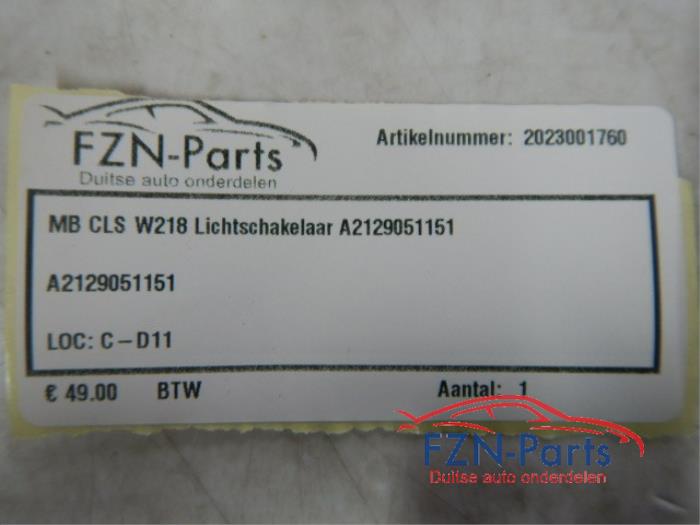 FZN-Parts
Duitse auto onderdelen
Artikelnummer: 2023001760
MB CLS W218 Lichtschakelaar A2129051151
A2129051151
LOC: C-D11
€ 49.00 BTW Aantal: 1
FZN-Parts
Duitse auto onderdelen